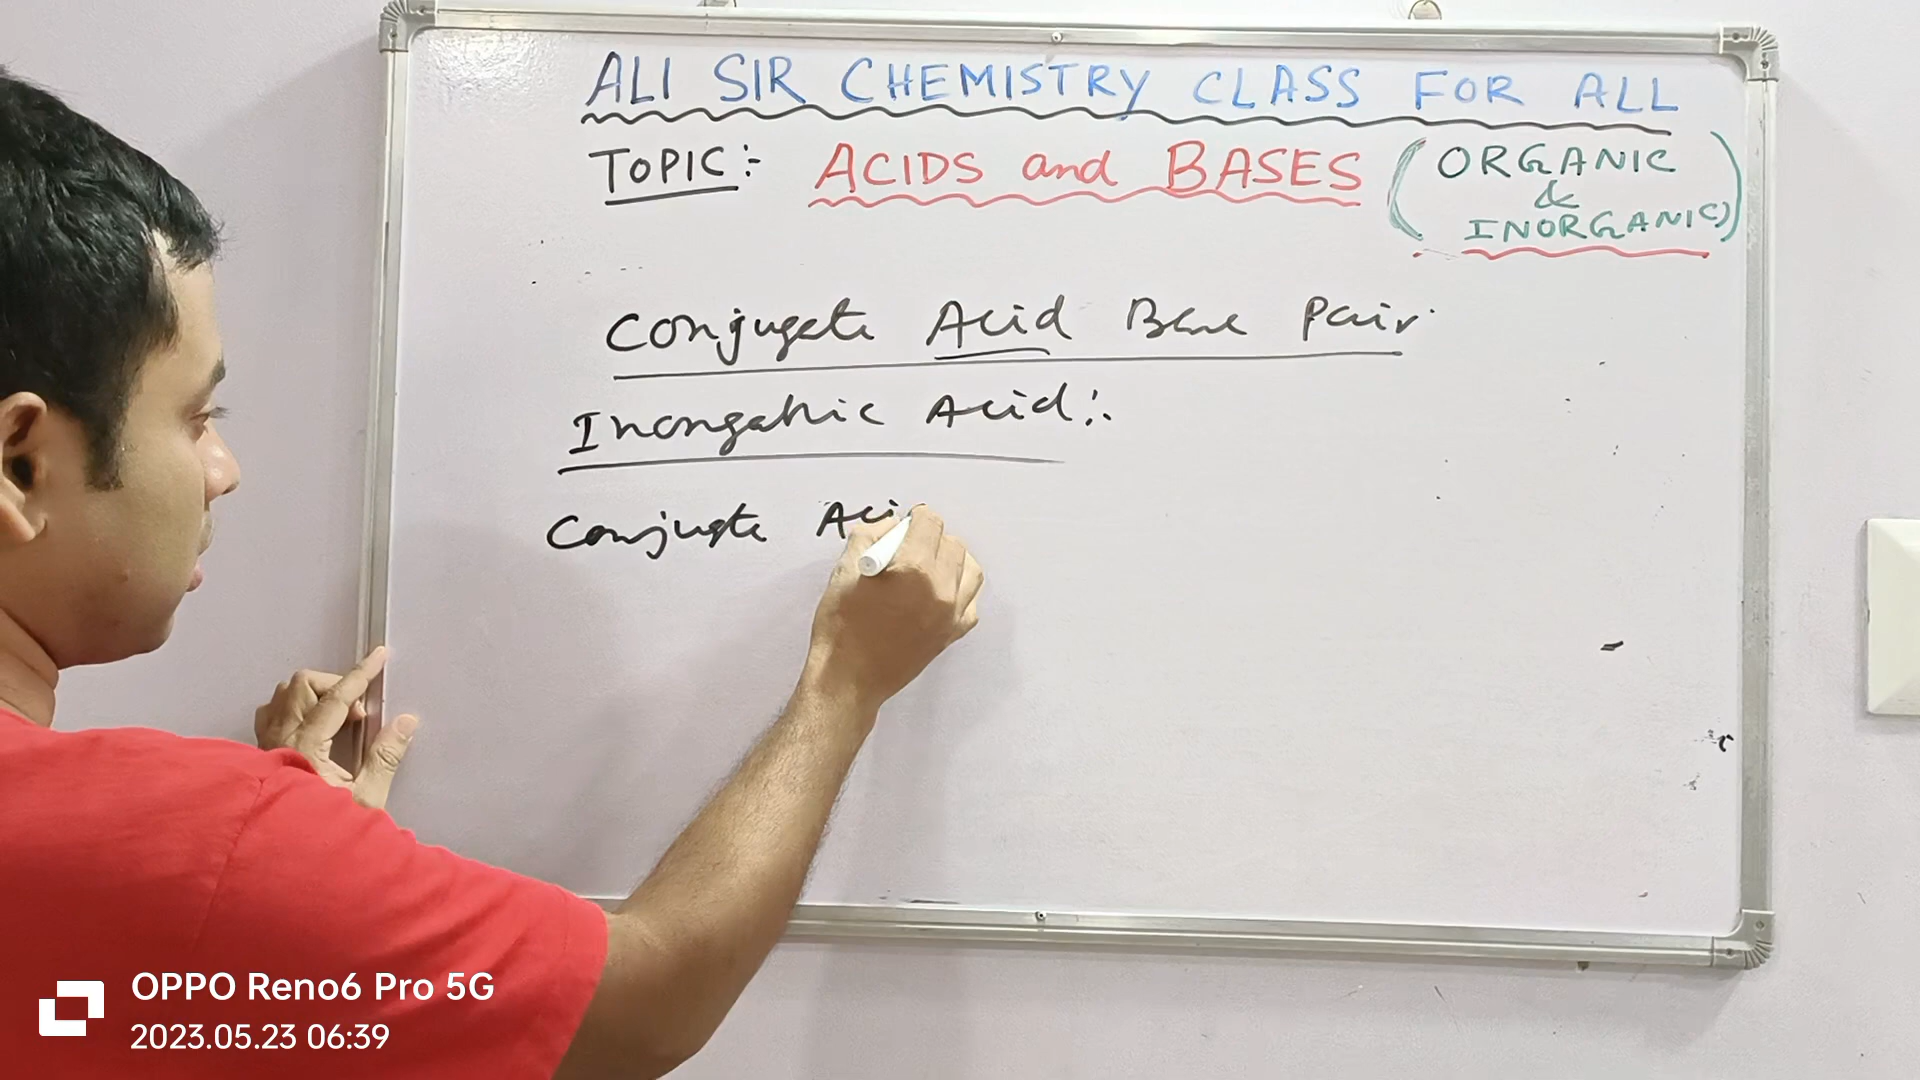 ALI SIR CHEMISTRY CLASS FOR ALL
TOPIC:- ACIDS and BASES (ORGANIC
&
INORGANIC)
Conjugate Acid Base Pair.
Inorganic Acid:.
Conjugate Aci
OPPO Reno6 Pro 5G
2023.05.23 06:39